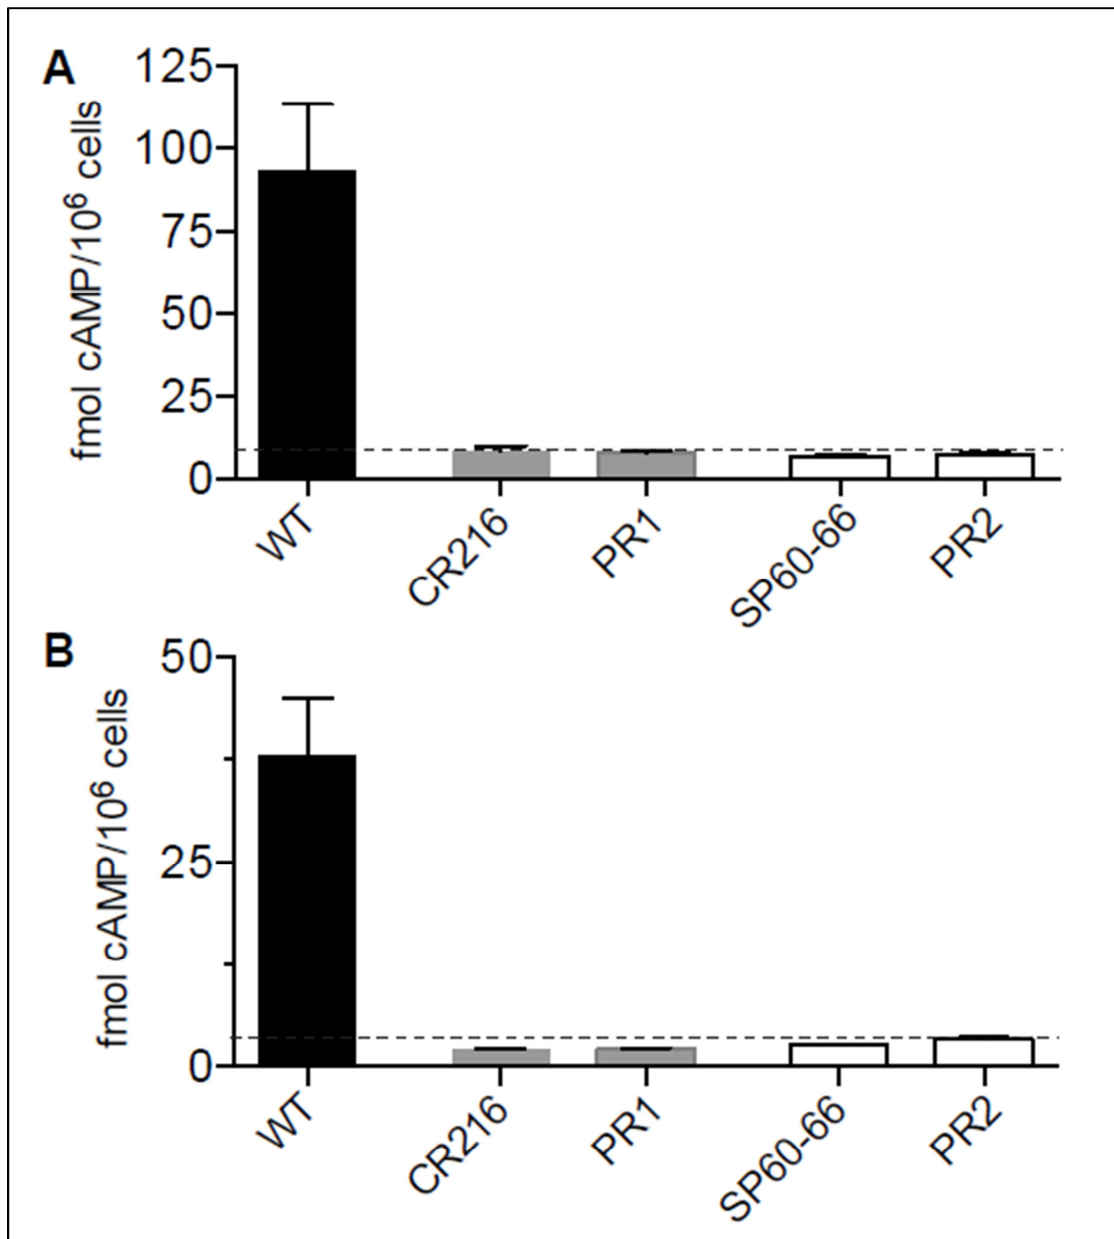 A
fmol cAMP/10⁶ cells
125
100
75
50
25
0
WT
CR216
PR1
SP60-66
PR2
B
fmol cAMP/10⁶ cells
50
25
0
WT
CR216
PR1
SP60-66
PR2